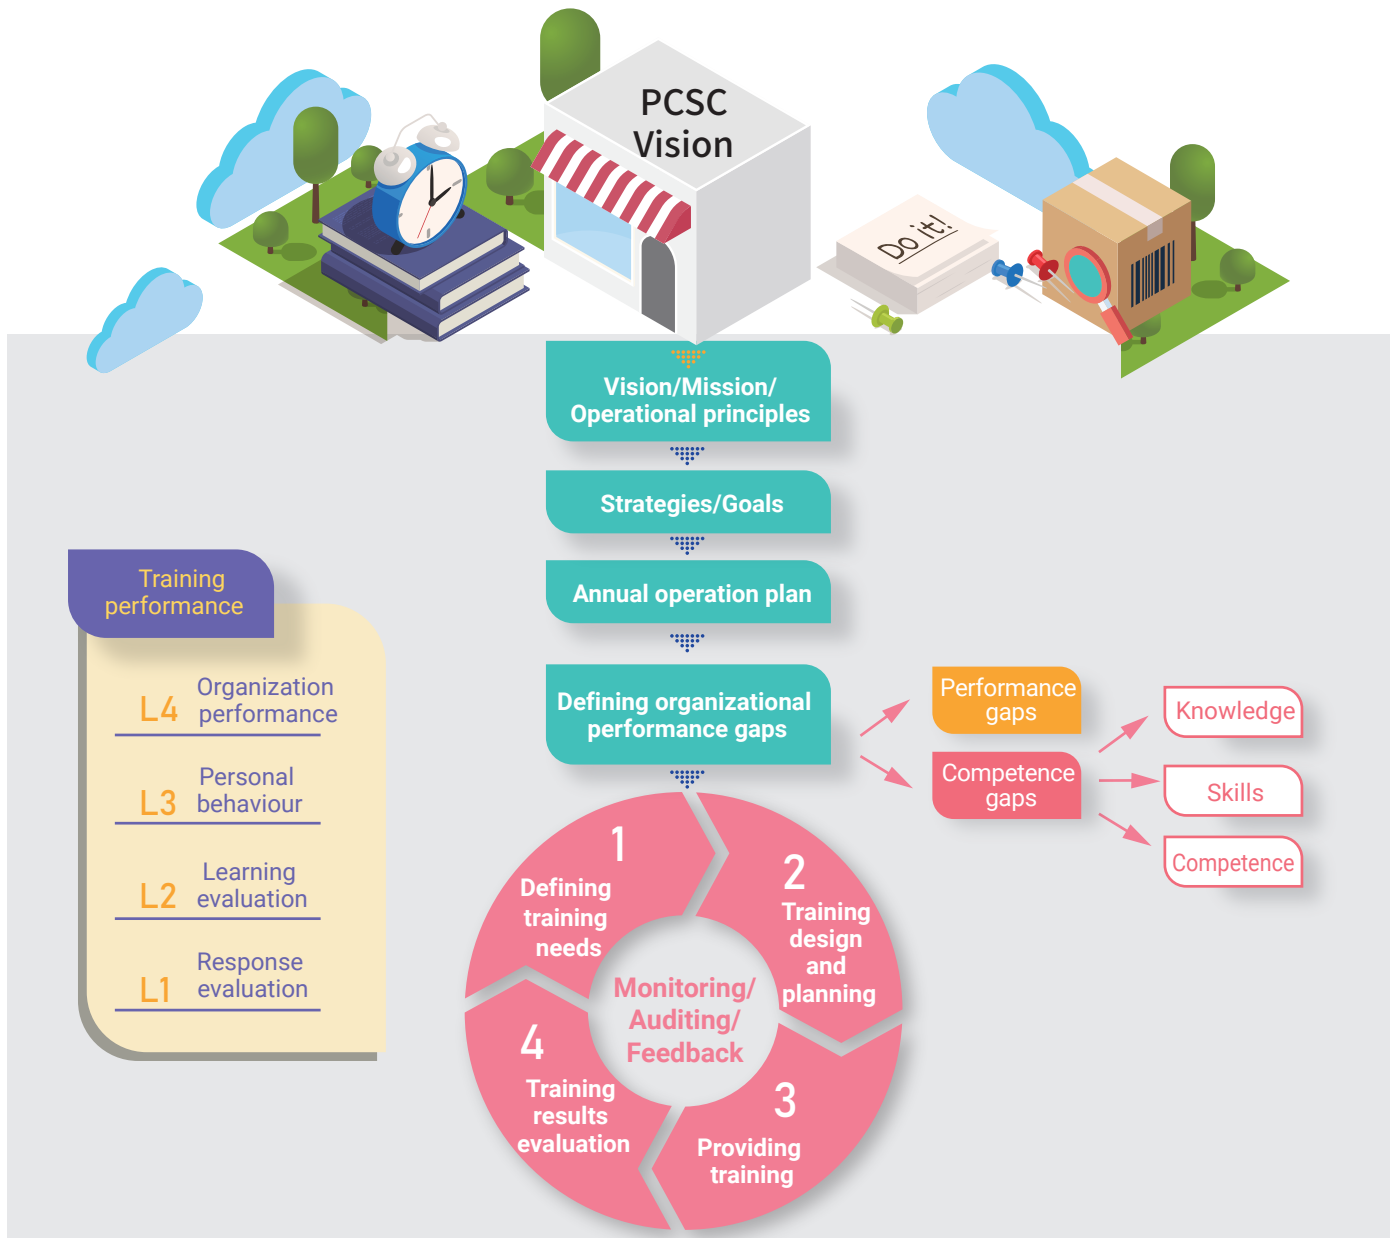 PCSC
Vision
Do it!
Vision/Mission/
Operational principles
Strategies/Goals
Annual operation plan
Defining organizational
performance gaps
Performance
gaps
Competence
gaps
Knowledge
Skills
Competence
Training
performance
L4 Organization
performance
L3 Personal
behaviour
L2 Learning
evaluation
L1 Response
evaluation
1
Defining
training
needs
2
Training
design
and
planning
3
Providing
training
4
Training
results
evaluation
Monitoring/
Auditing/
Feedback